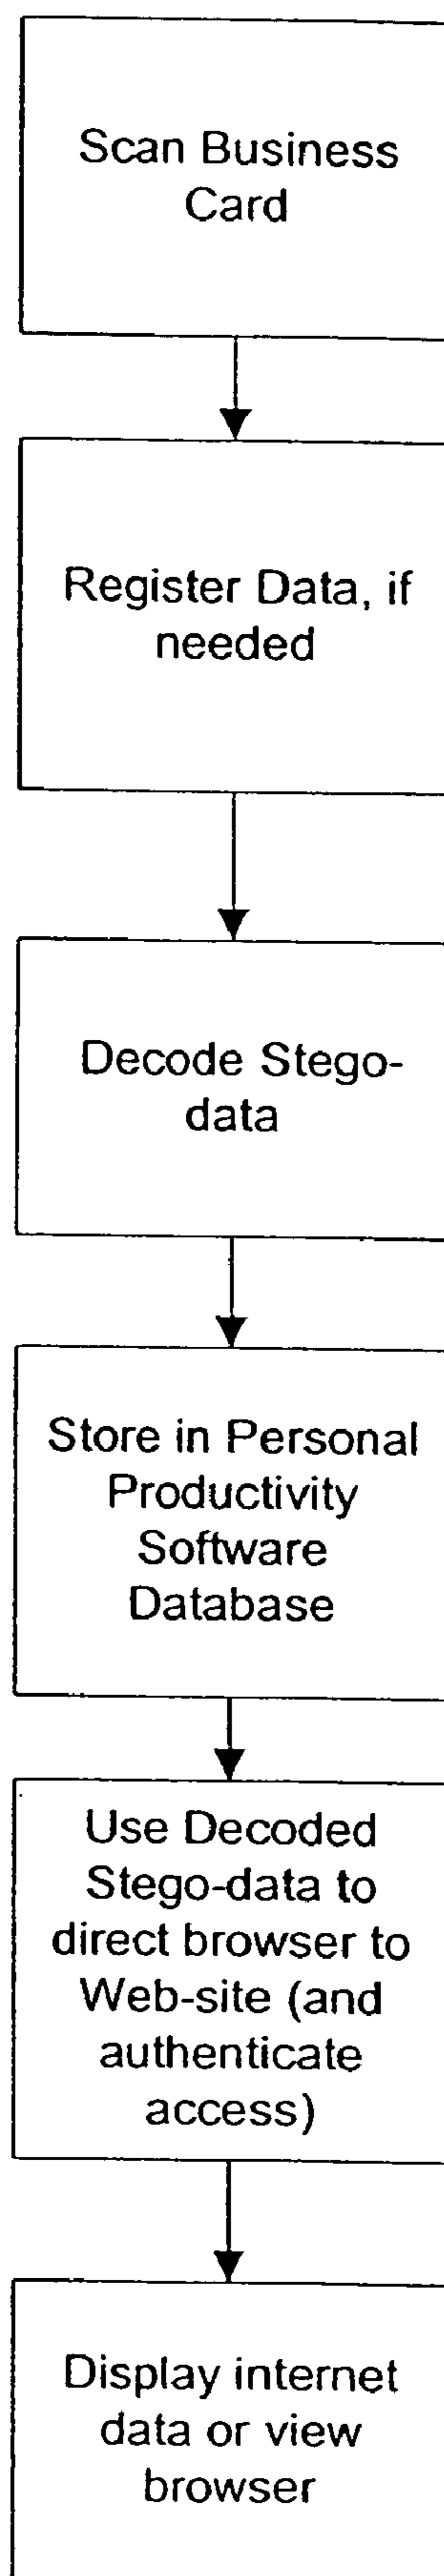 Scan Business
Card
Register Data, if
needed
Decode Stego-
data
Store in Personal
Productivity
Software
Database
Use Decoded
Stego-data to
direct browser to
Web-site (and
authenticate
access)
Display internet
data or view
browser